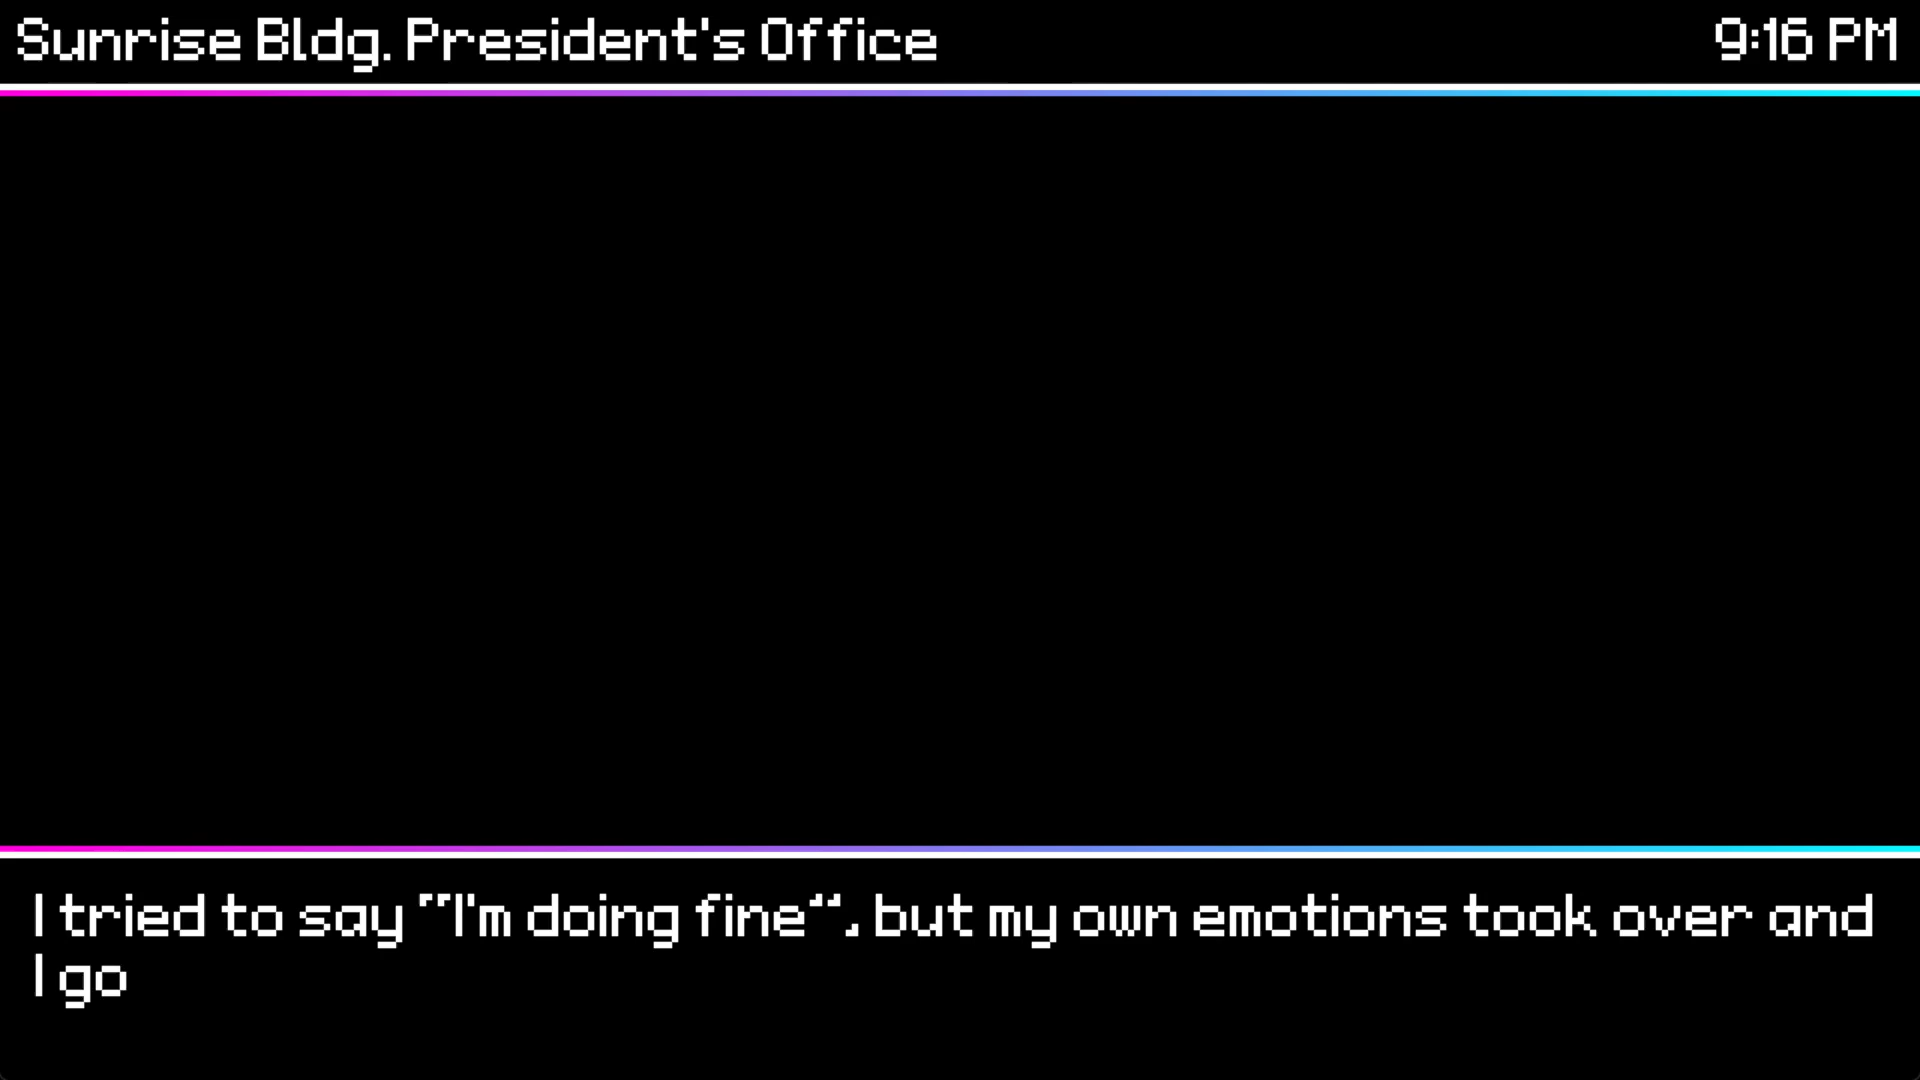 Sunrise Bldg. President's Office
9:16 PM
I tried to say "I'm doing fine", but my own emotions took over and
I go